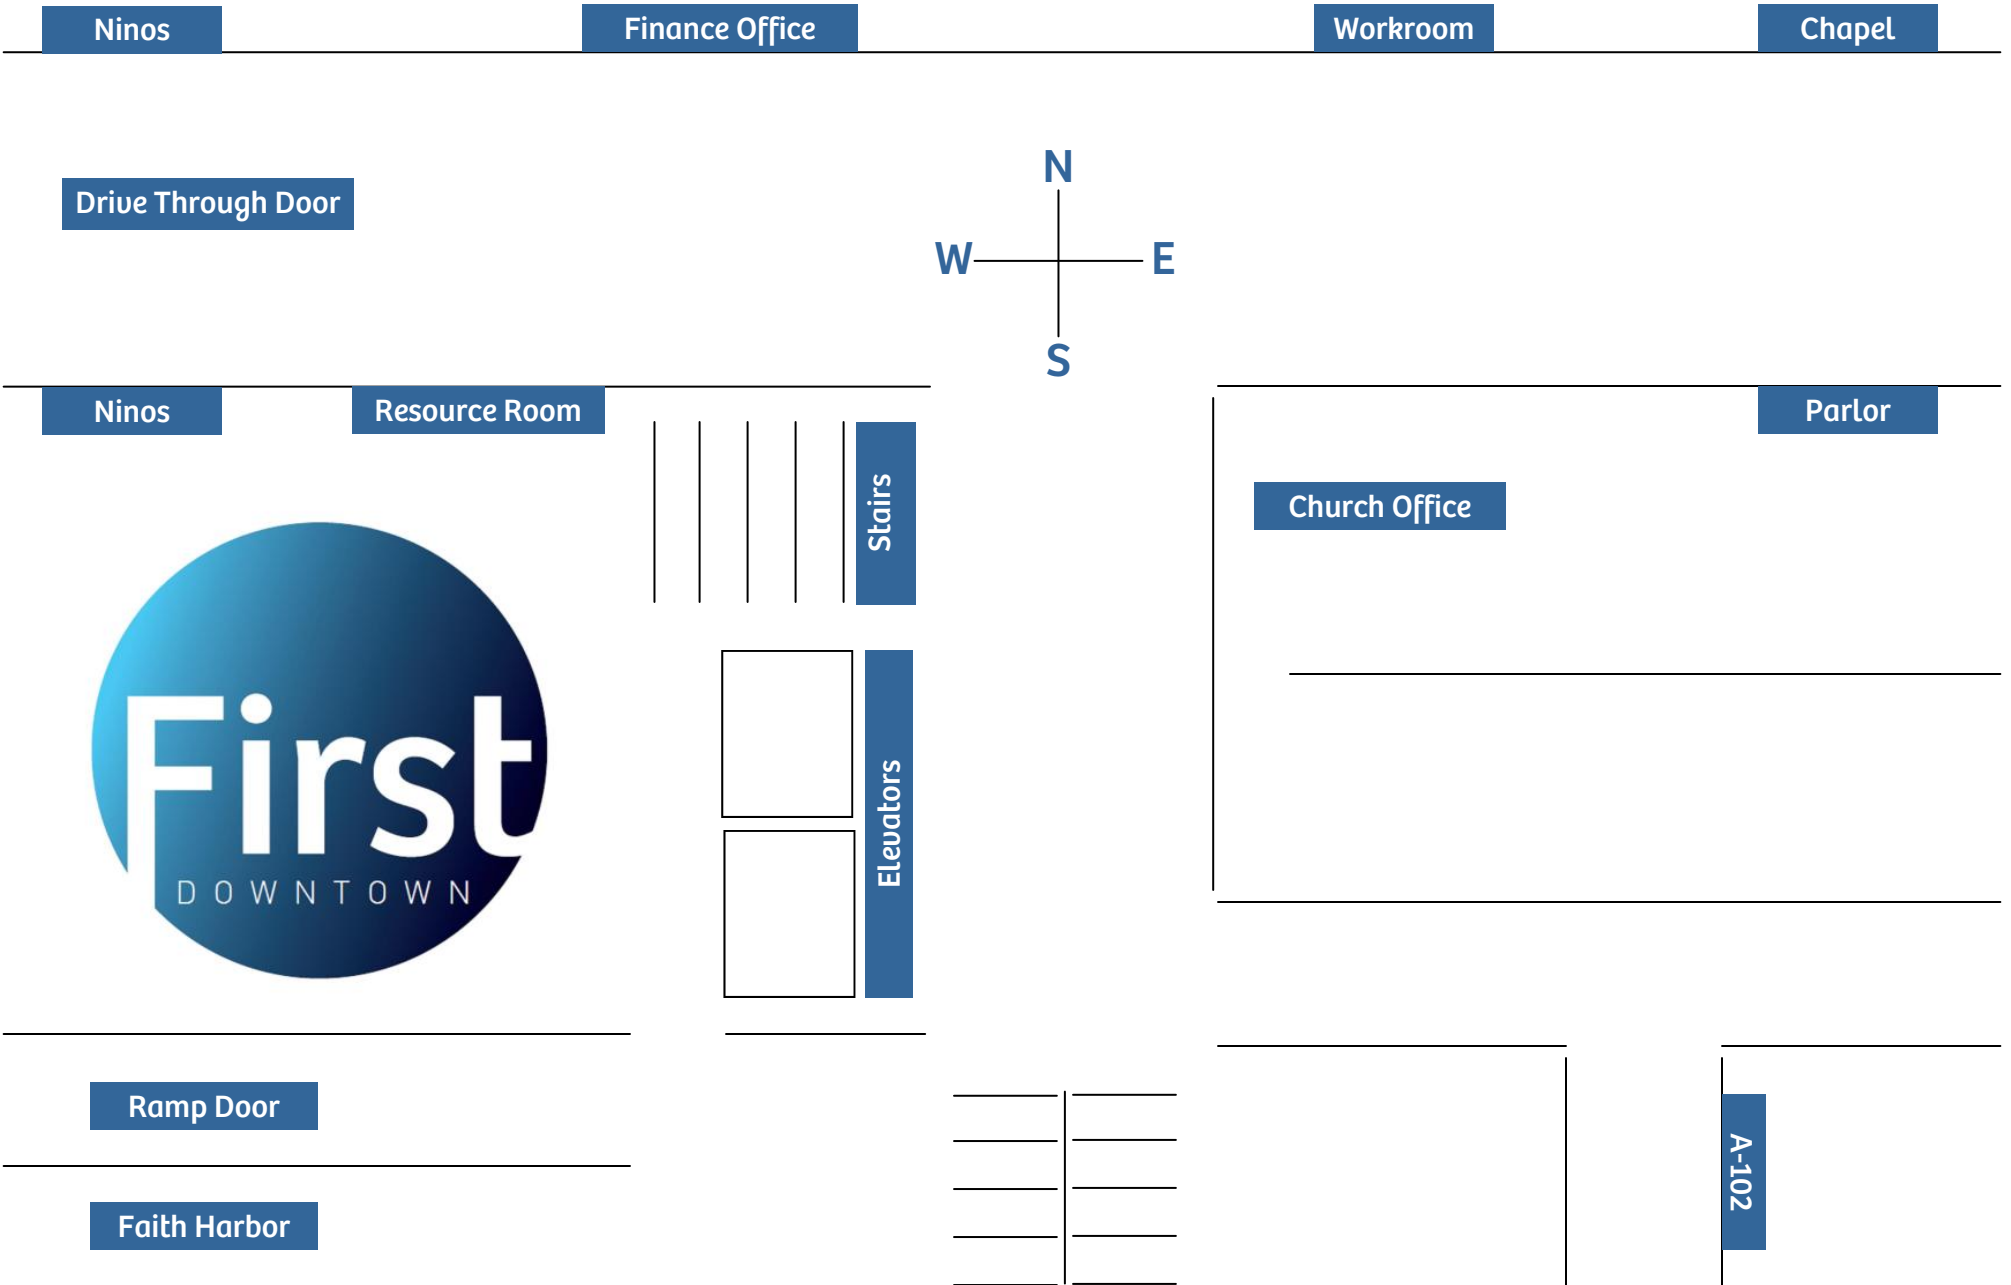 Ninos
Finance Office
Workroom
Chapel
Drive Through Door
N
W
E
S
Ninos
Resource Room
Parlor
Stairs
Church Office
First
DOWNTOWN
Elevators
Ramp Door
A-102
Faith Harbor